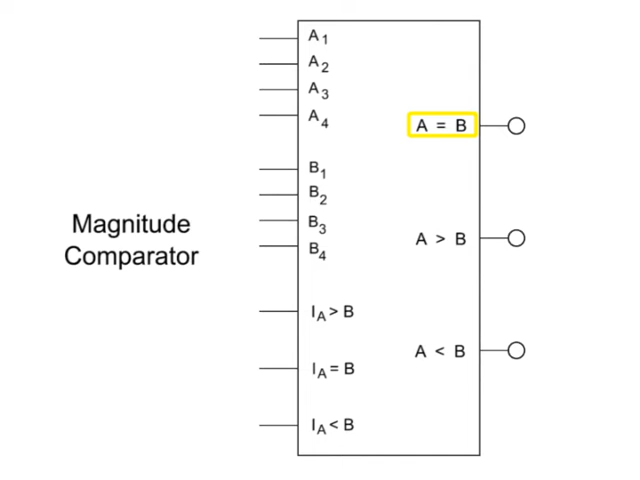 Magnitude
Comparator
A1
A2
A3
A4
B1
B2
B3
B4
IA > B
IA = B
IA < B
A = B
A > B
A < B